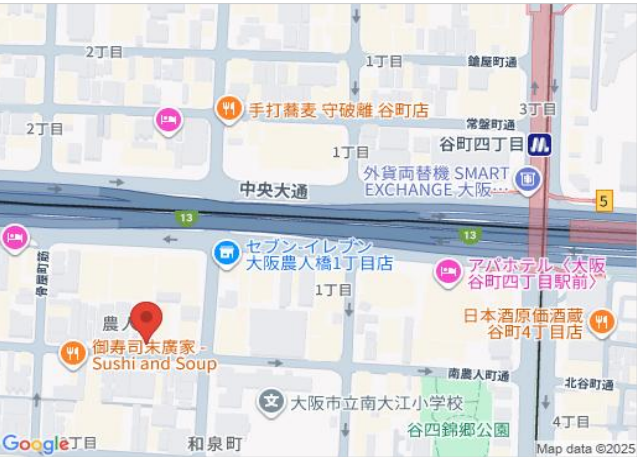 2丁目
1丁目
鎗屋町通
3丁目
手打蕎麦 守破離 谷町店
2丁目
常盤町通
1丁目
谷町四丁目
外貨両替機 SMART
EXCHANGE 大阪…
中央大通
5
13
13
セブン-イレブン
大阪農人橋1丁目店
アパホテル〈大阪
谷町四丁目駅前〉
骨屋町筋
1丁目
農人
日本酒原価酒蔵
谷町4丁目店
御寿司末廣家 -
Sushi and Soup
南農人町通
北谷町通
大阪市立南大江小学校
谷四錦郷公園
4丁目
Google
丁目
和泉町
Map data ©2025